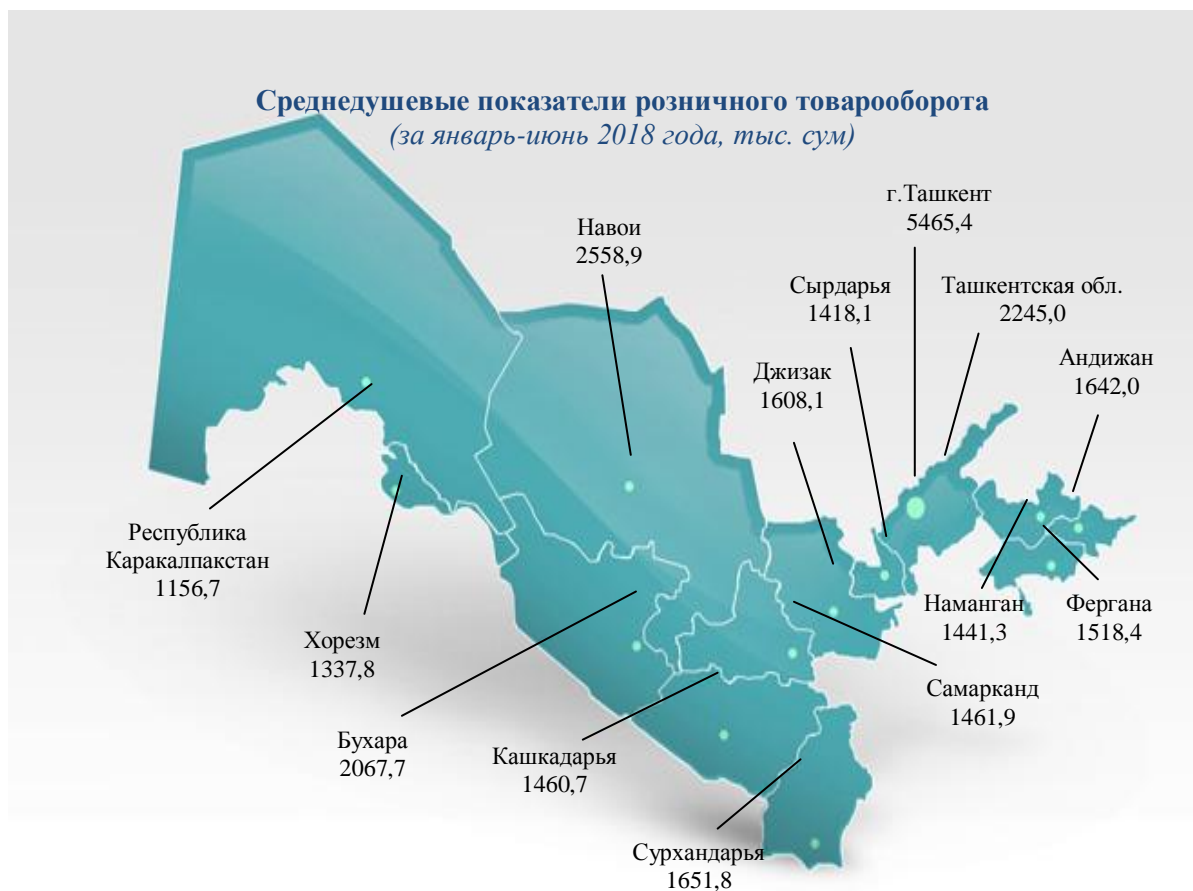 Среднедушевые показатели розничного товарооборота
(за январь-июнь 2018 года, тыс. сум)
г.Ташкент
5465,4
Навои
2558,9
Сырдарья
1418,1
Ташкентская обл.
2245,0
Джизак
1608,1
Андижан
1642,0
Республика
Каракалпакстан
1156,7
Наманган
1441,3
Фергана
1518,4
Хорезм
1337,8
Самарканд
1461,9
Бухара
2067,7
Кашкадарья
1460,7
Сурхандарья
1651,8